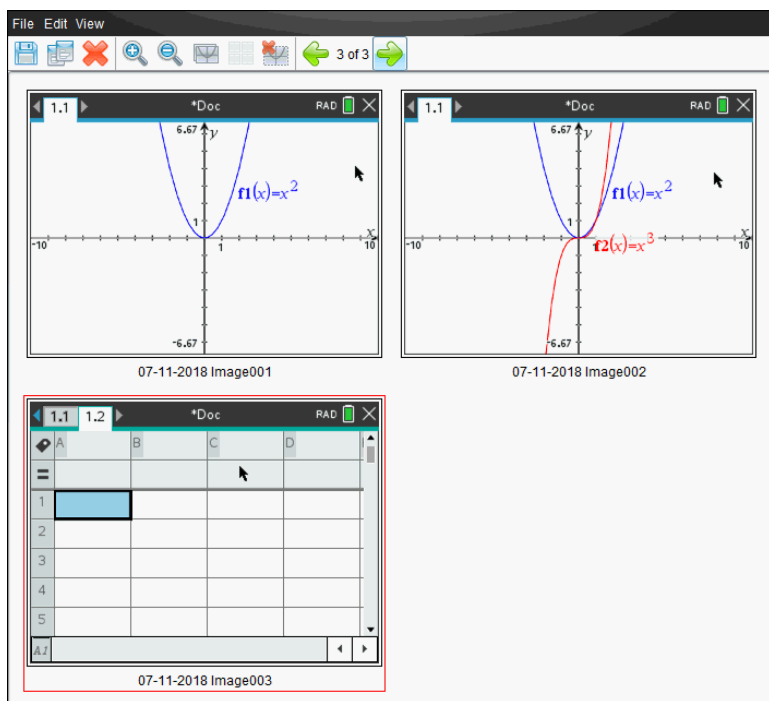 File Edit View
3 of 3
1.1 *Doc RAD
6.67 y
f1(x)=x²
1
x
-10 1 10
-6.67
07-11-2018 Image001
1.1 *Doc RAD
6.67 y
f1(x)=x²
1
x
-10 f2(x)=x³ 10
-6.67
07-11-2018 Image002
1.1 1.2 *Doc RAD
A B C D
=
1
2
3
4
5
A1
07-11-2018 Image003